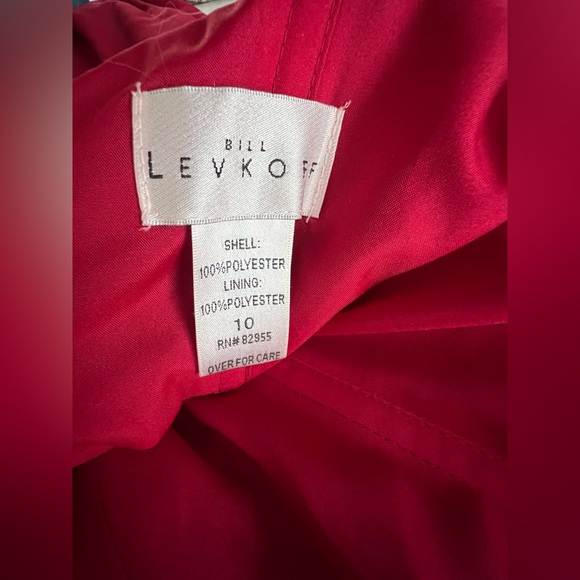 BILL
LEVKOFF
SHELL:
100%POLYESTER
LINING:
100%POLYESTER
10
RN# 82955
OVER FOR CARE